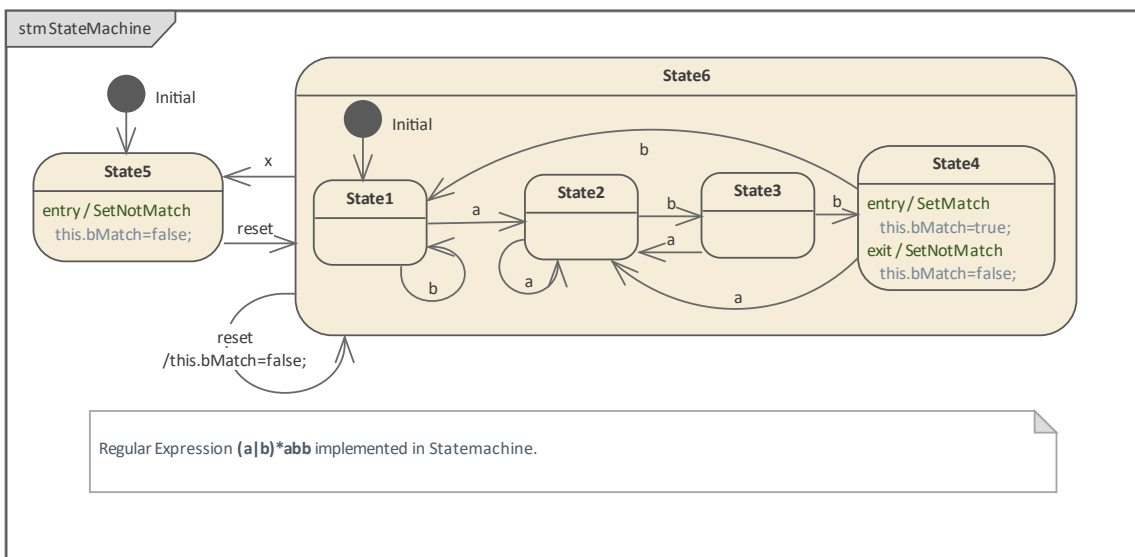 stm StateMachine
Initial
State5
entry / SetNotMatch
this.bMatch=false;
x
reset
State6
Initial
State1
a
b
State2
a
b
a
State3
b
b
a
State4
entry / SetMatch
this.bMatch=true;
exit / SetNotMatch
this.bMatch=false;
reset
/this.bMatch=false;
Regular Expression (a|b)*abb implemented in Statemachine.